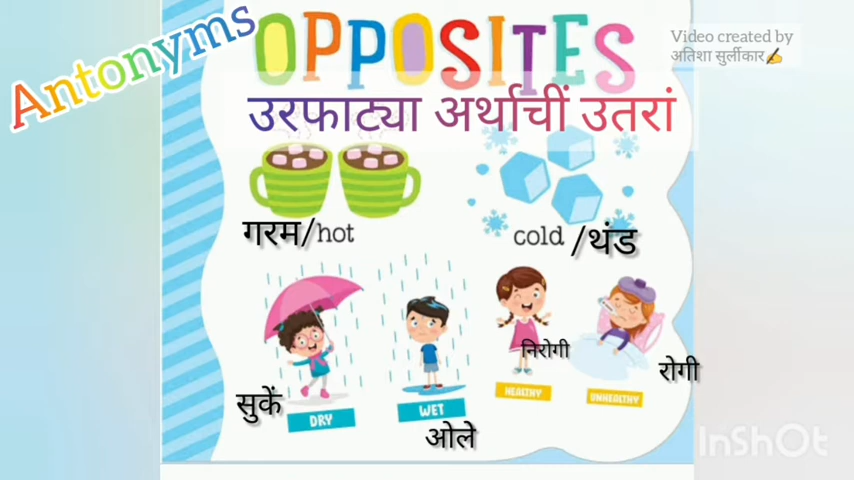 Antonyms
OPPOSITES
Video created by
अतिशा सुर्लीकार✍
उरफाट्या अर्थाचीं उतरां
गरम/hot
cold /थंड
सुकें
DRY
WET
ओले
निरोगी
HEALTHY
रोगी
UNHEALTHY
InShOt